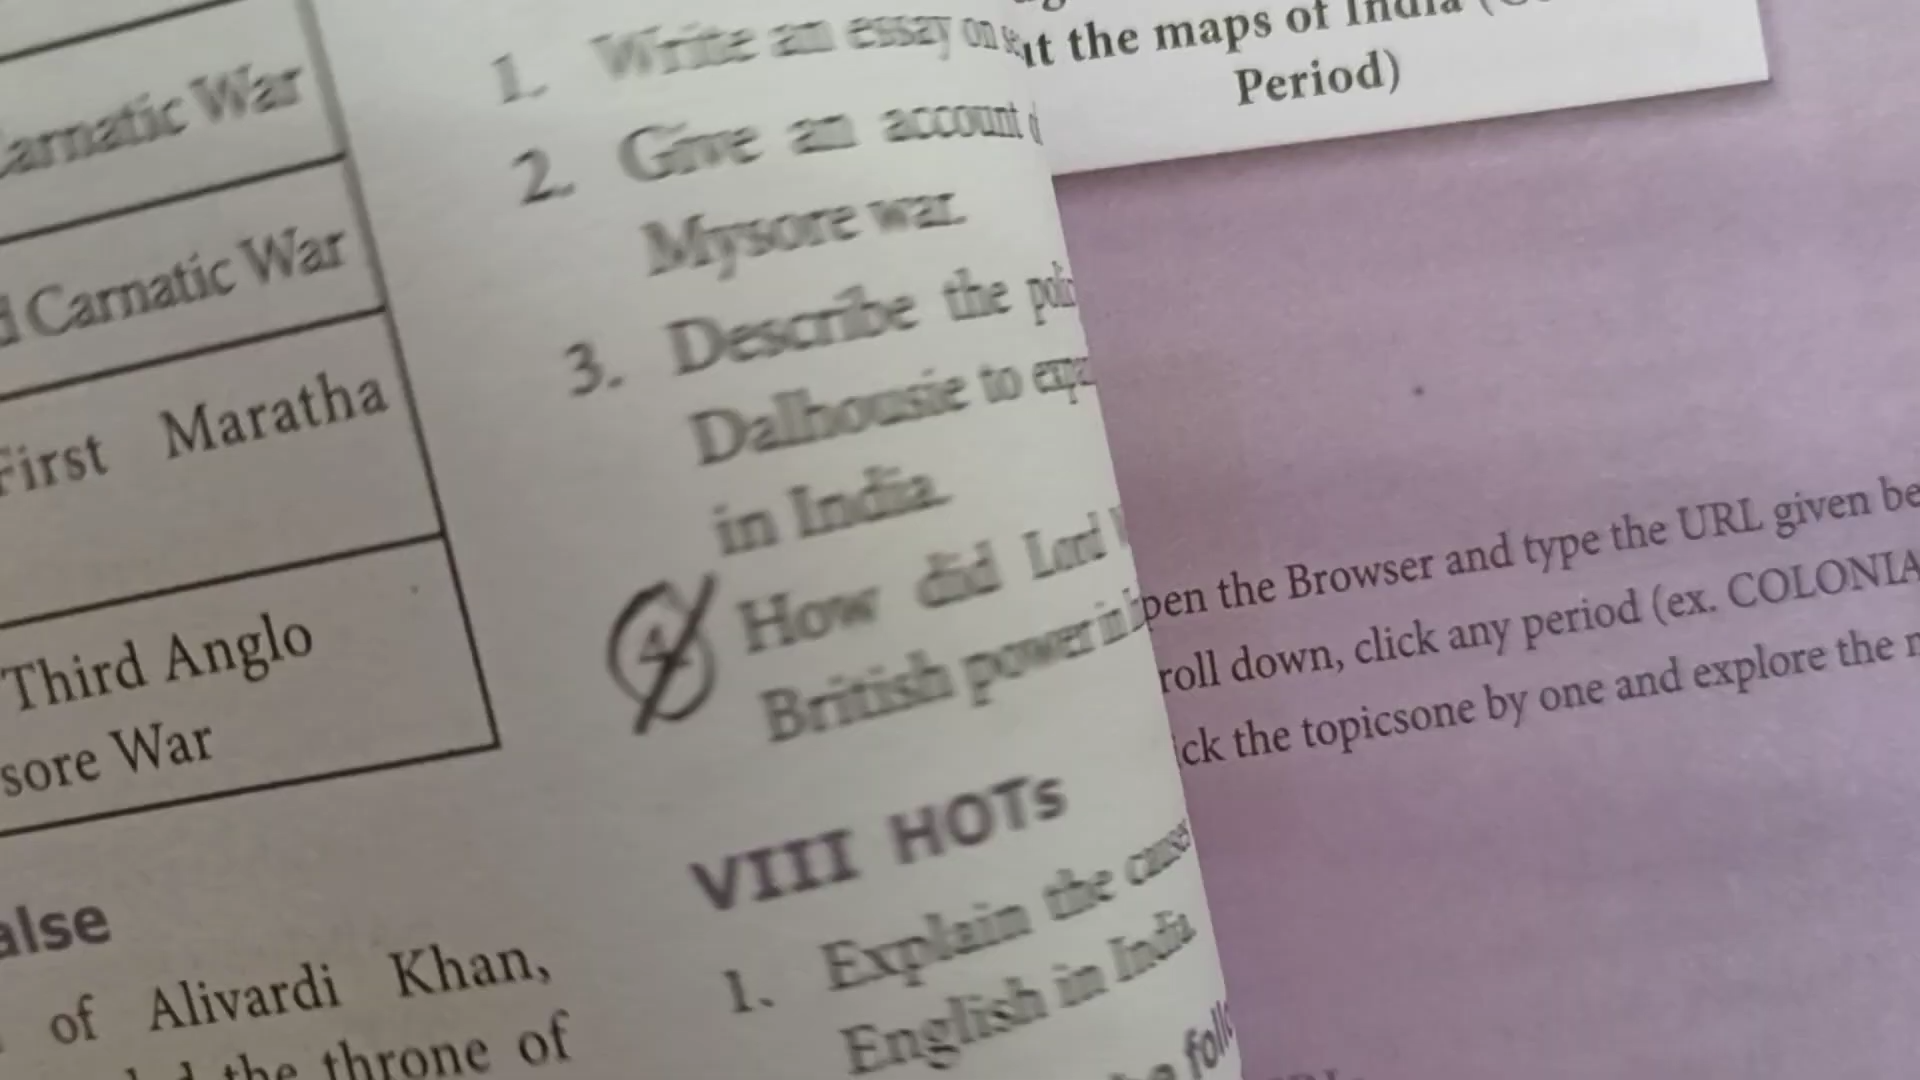 Carnatic War
Carnatic War
First Maratha
Third Anglo
sore War
alse
of Alivardi Khan,
the throne of
1. Write an essay on
2. Give an account
Mysore war.
3. Describe the
Dalhousie to
in India.
4. How did Lord
British power in
VIII HOTs
1. Explain the
English in India.
ut the maps of India
Period)
pen the Browser and type the URL given be
roll down, click any period (ex. COLONIA
ck the topicsone by one and explore the